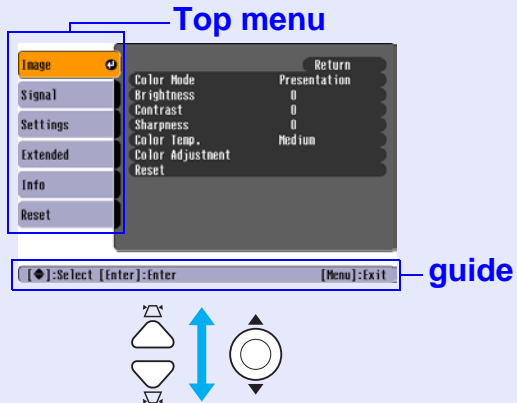 Top menu
Image
Signal
Settings
Extended
Info
Reset
Return
Color Mode Presentation
Brightness 0
Contrast 0
Sharpness 0
Color Temp. Medium
Color Adjustment
Reset
[◆]:Select [Enter]:Enter [Menu]:Exit
guide